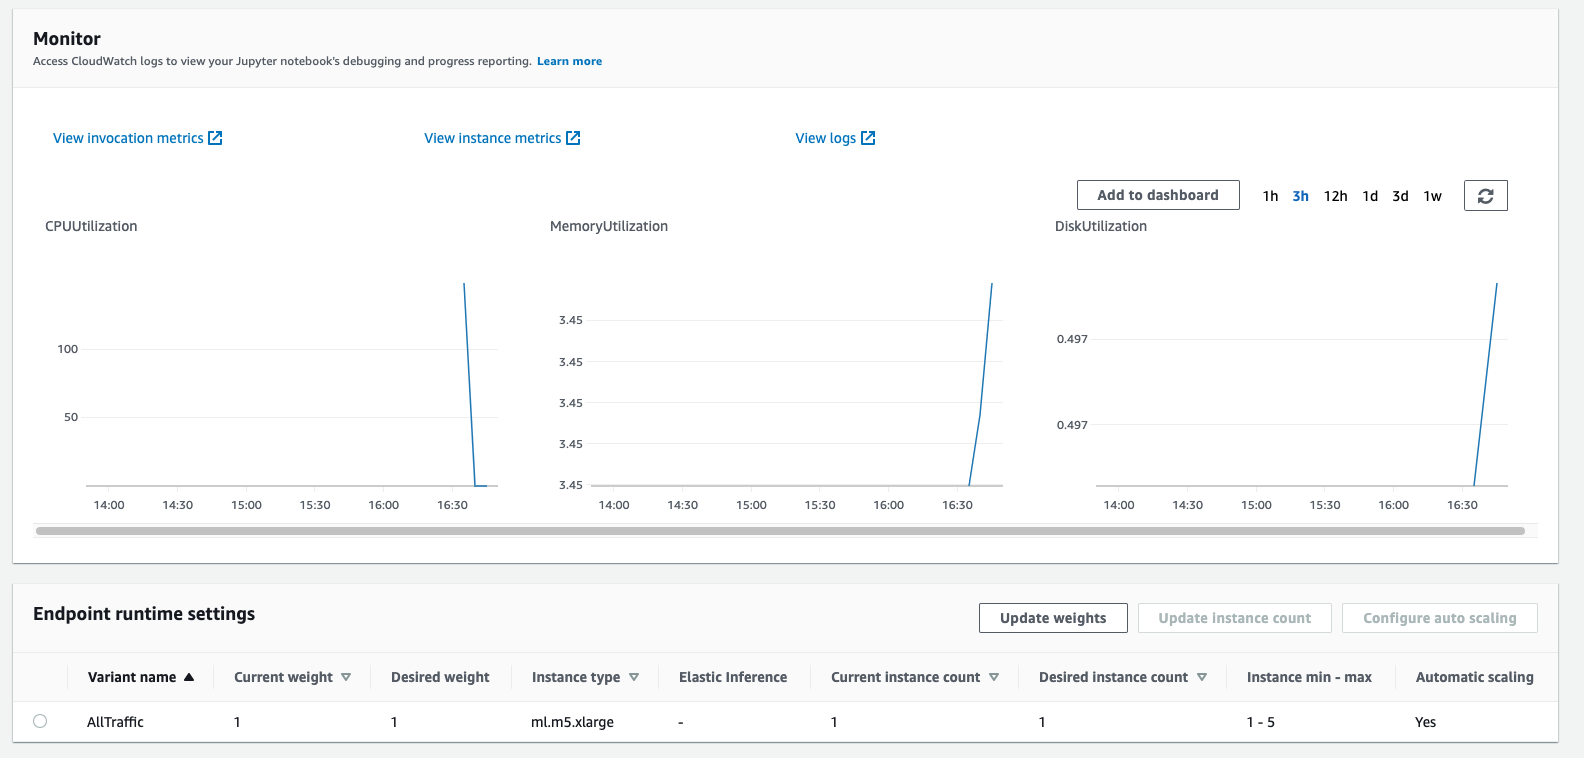 Monitor
Access CloudWatch logs to view your Jupyter notebook's debugging and progress reporting. Learn more
View invocation metrics View instance metrics View logs
Add to dashboard 1h 3h 12h 1d 3d 1w
CPUUtilization
100
50
14:00 14:30 15:00 15:30 16:00 16:30
MemoryUtilization
3.45
3.45
3.45
3.45
3.45
14:00 14:30 15:00 15:30 16:00 16:30
DiskUtilization
0.497
0.497
14:00 14:30 15:00 15:30 16:00 16:30
Endpoint runtime settings
Update weights Update instance count Configure auto scaling
Variant name Current weight Desired weight Instance type Elastic Inference Current instance count Desired instance count Instance min - max Automatic scaling
AllTraffic 1 1 ml.m5.xlarge - 1 1 1 - 5 Yes